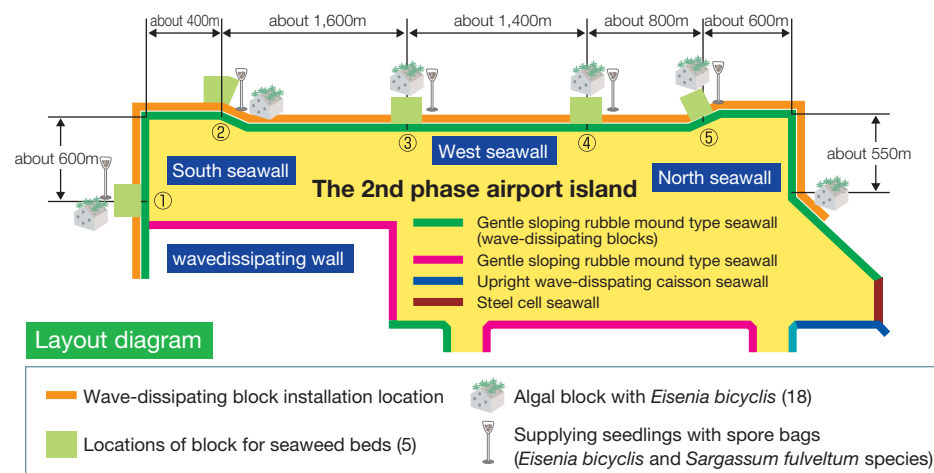 about 400m
about 1,600m
about 1,400m
about 800m
about 600m
about 600m
about 550m
①
②
③
④
⑤
South seawall
West seawall
North seawall
The 2nd phase airport island
wavedissipating wall
Gentle sloping rubble mound type seawall
(wave-dissipating blocks)
Gentle sloping rubble mound type seawall
Upright wave-disspating caisson seawall
Steel cell seawall
Layout diagram
Wave-dissipating block installation location
Algal block with Eisenia bicyclis (18)
Locations of block for seaweed beds (5)
Supplying seedlings with spore bags
(Eisenia bicyclis and Sargassum fulveltum species)